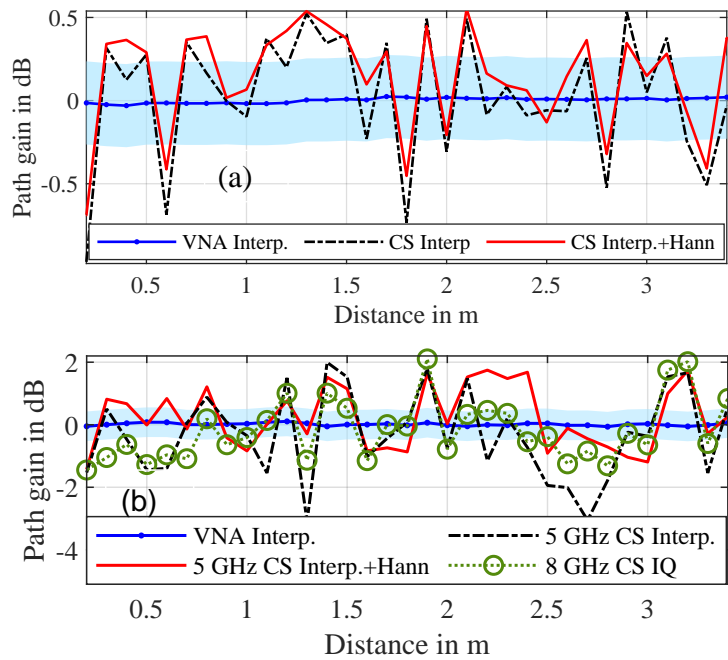 0.5
0
-0.5
Path gain in dB
(a)
VNA Interp.
CS Interp
CS Interp.+Hann
0.5 1 1.5 2 2.5 3
Distance in m
2
0
-2
-4
Path gain in dB
(b)
VNA Interp.
5 GHz CS Interp.
5 GHz CS Interp.+Hann
8 GHz CS IQ
0.5 1 1.5 2 2.5 3
Distance in m